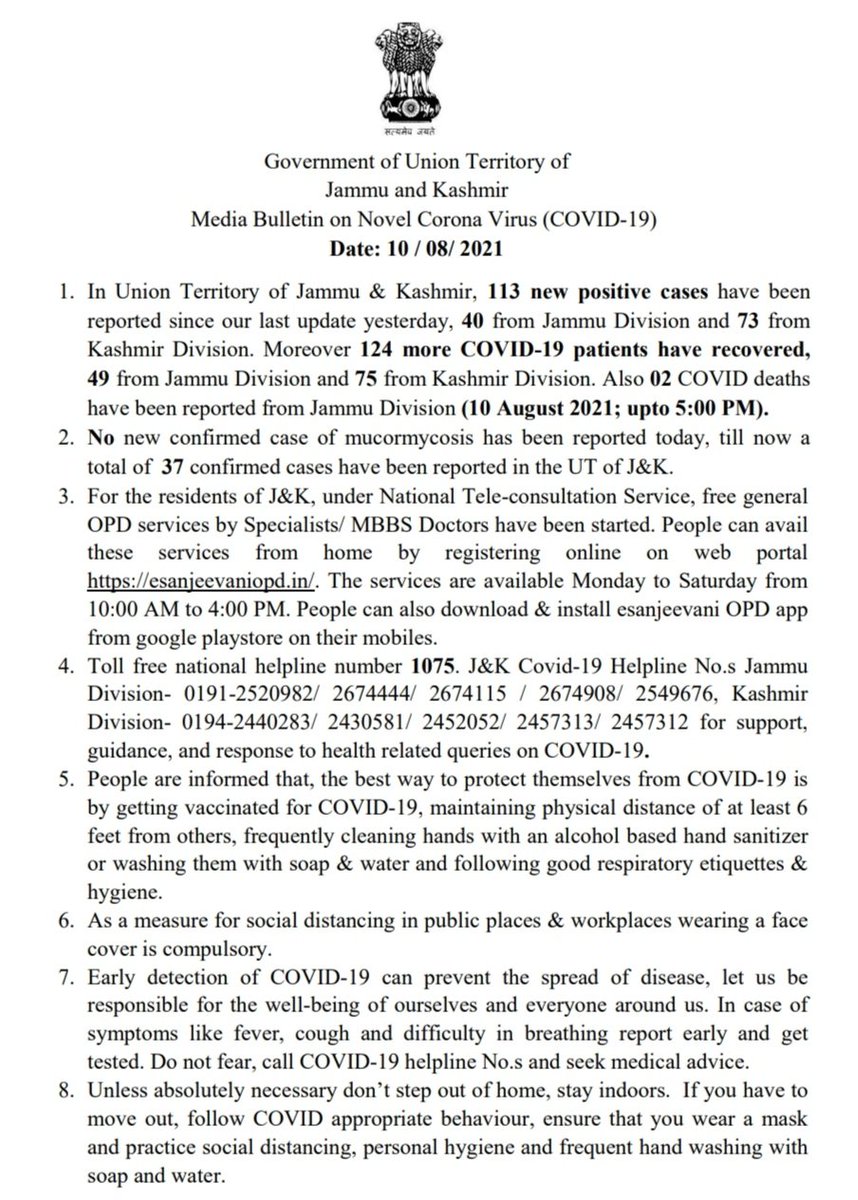 सत्यमेव जयते
Government of Union Territory of
Jammu and Kashmir
Media Bulletin on Novel Corona Virus (COVID-19)
Date: 10 / 08/ 2021
1. In Union Territory of Jammu & Kashmir, 113 new positive cases have been
reported since our last update yesterday, 40 from Jammu Division and 73 from
Kashmir Division. Moreover 124 more COVID-19 patients have recovered,
49 from Jammu Division and 75 from Kashmir Division. Also 02 COVID deaths
have been reported from Jammu Division (10 August 2021; upto 5:00 PM).
2. No new confirmed case of mucormycosis has been reported today, till now a
total of 37 confirmed cases have been reported in the UT of J&K.
3. For the residents of J&K, under National Tele-consultation Service, free general
OPD services by Specialists/ MBBS Doctors have been started. People can avail
these services from home by registering online on web portal
https://esanjeevaniopd.in/. The services are available Monday to Saturday from
10:00 AM to 4:00 PM. People can also download & install esanjeevani OPD app
from google playstore on their mobiles.
4. Toll free national helpline number 1075. J&K Covid-19 Helpline No.s Jammu
Division- 0191-2520982/ 2674444/ 2674115 / 2674908/ 2549676, Kashmir
Division- 0194-2440283/ 2430581/ 2452052/ 2457313/ 2457312 for support,
guidance, and response to health related queries on COVID-19.
5. People are informed that, the best way to protect themselves from COVID-19 is
by getting vaccinated for COVID-19, maintaining physical distance of at least 6
feet from others, frequently cleaning hands with an alcohol based hand sanitizer
or washing them with soap & water and following good respiratory etiquettes &
hygiene.
6. As a measure for social distancing in public places & workplaces wearing a face
cover is compulsory.
7. Early detection of COVID-19 can prevent the spread of disease, let us be
responsible for the well-being of ourselves and everyone around us. In case of
symptoms like fever, cough and difficulty in breathing report early and get
tested. Do not fear, call COVID-19 helpline No.s and seek medical advice.
8. Unless absolutely necessary don’t step out of home, stay indoors. If you have to
move out, follow COVID appropriate behaviour, ensure that you wear a mask
and practice social distancing, personal hygiene and frequent hand washing with
soap and water.